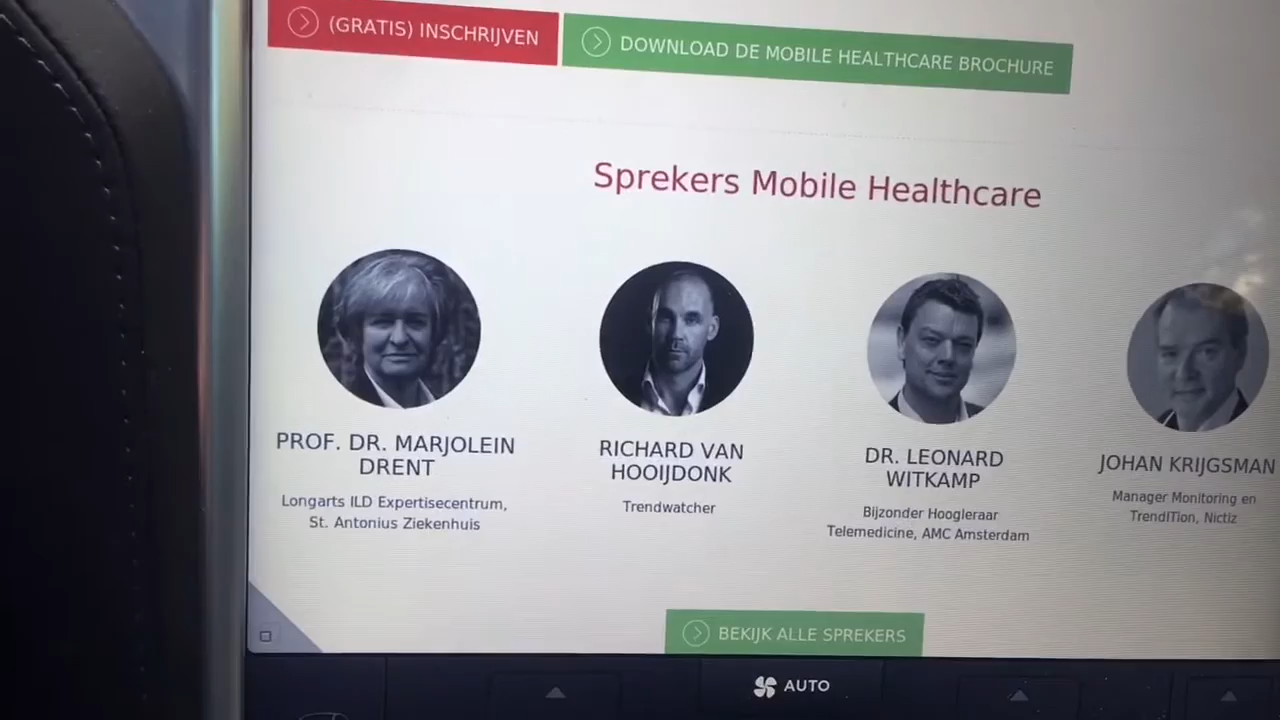 (GRATIS) INSCHRIJVEN
DOWNLOAD DE MOBILE HEALTHCARE BROCHURE
Sprekers Mobile Healthcare
PROF. DR. MARJOLEIN
DRENT
Longarts ILD Expertisecentrum,
St. Antonius Ziekenhuis
RICHARD VAN
HOOIJDONK
Trendwatcher
DR. LEONARD
WITKAMP
Bijzonder Hoogleraar
Telemedicine, AMC Amsterdam
JOHAN KRIJGSMAN
Manager Monitoring en
TrendITion, Nictiz
BEKIJK ALLE SPREKERS
AUTO